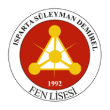 ISPARTA SÜLEYMAN DEMİREL
1992
FEN LİSESİ